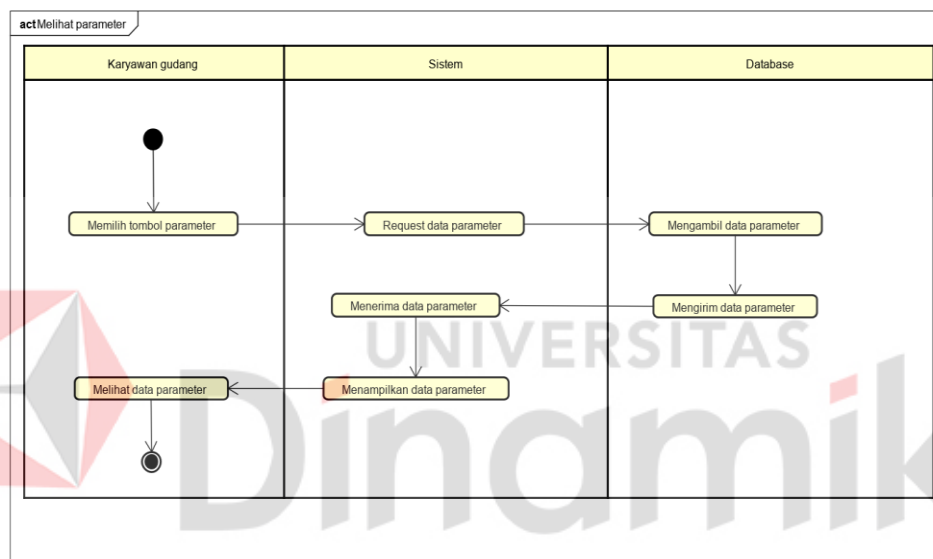 act Melihat parameter
Karyawan gudang
Sistem
Database
Memilih tombol parameter
Request data parameter
Mengambil data parameter
Menerima data parameter
Mengirim data parameter
Melihat data parameter
Menampilkan data parameter
UNIVERSITAS
Dinamik